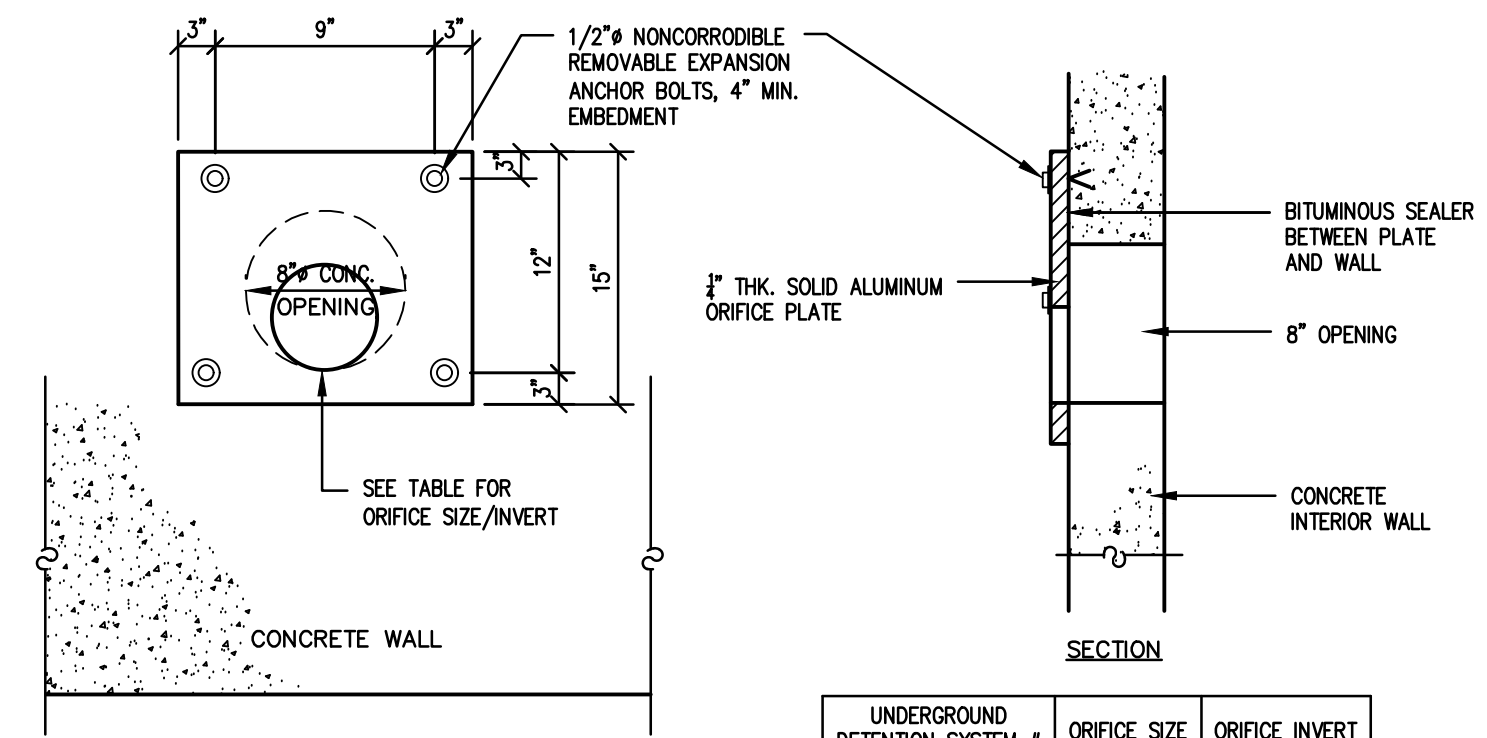 3" 9" 3"
1/2"ø NONCORRODIBLE
REMOVABLE EXPANSION
ANCHOR BOLTS, 4" MIN.
EMBEDMENT
3"
12"
15"
3"
8"ø CONC.
OPENING
SEE TABLE FOR
ORIFICE SIZE/INVERT
CONCRETE WALL
1/4" THK. SOLID ALUMINUM
ORIFICE PLATE
BITUMINOUS SEALER
BETWEEN PLATE
AND WALL
8" OPENING
CONCRETE
INTERIOR WALL
SECTION
UNDERGROUND
DETENTION SYSTEM #
ORIFICE SIZE
ORIFICE INVERT